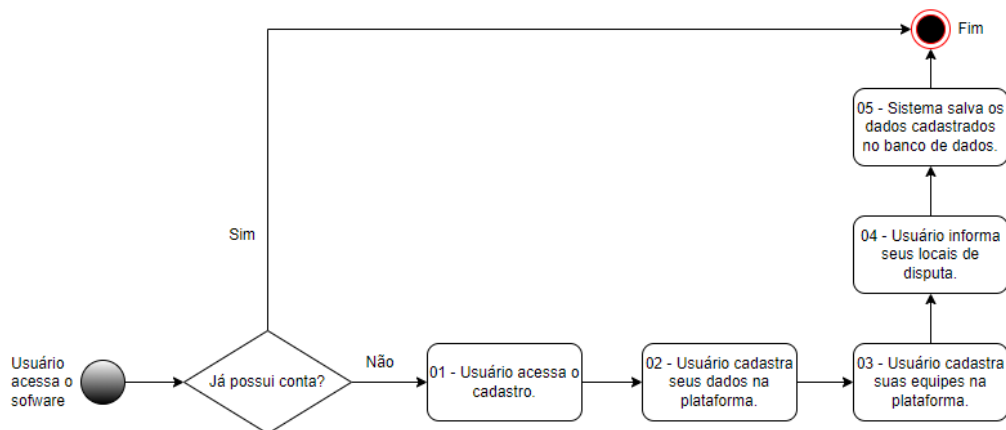 Usuário
acessa o
sofware
Já possui conta?
Sim
Não
01 - Usuário acessa o
cadastro.
02 - Usuário cadastra
seus dados na
plataforma.
03 - Usuário cadastra
suas equipes na
plataforma.
04 - Usuário informa
seus locais de
disputa.
05 - Sistema salva os
dados cadastrados
no banco de dados.
Fim